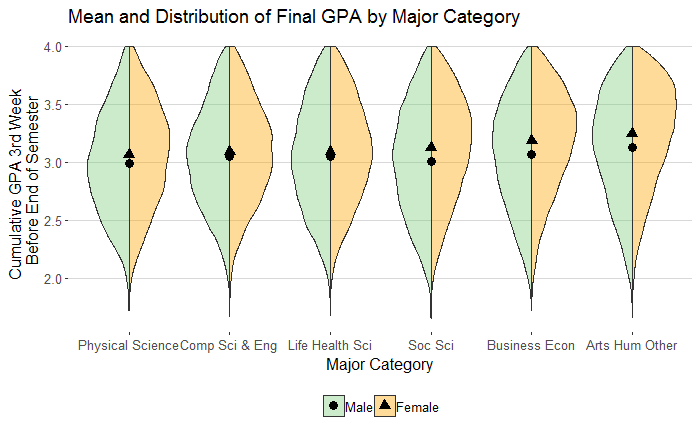 Mean and Distribution of Final GPA by Major Category
Cumulative GPA 3rd Week
Before End of Semester
4.0
3.5
3.0
2.5
2.0
Physical Science Comp Sci & Eng Life Health Sci Soc Sci Business Econ Arts Hum Other
Major Category
Male Female